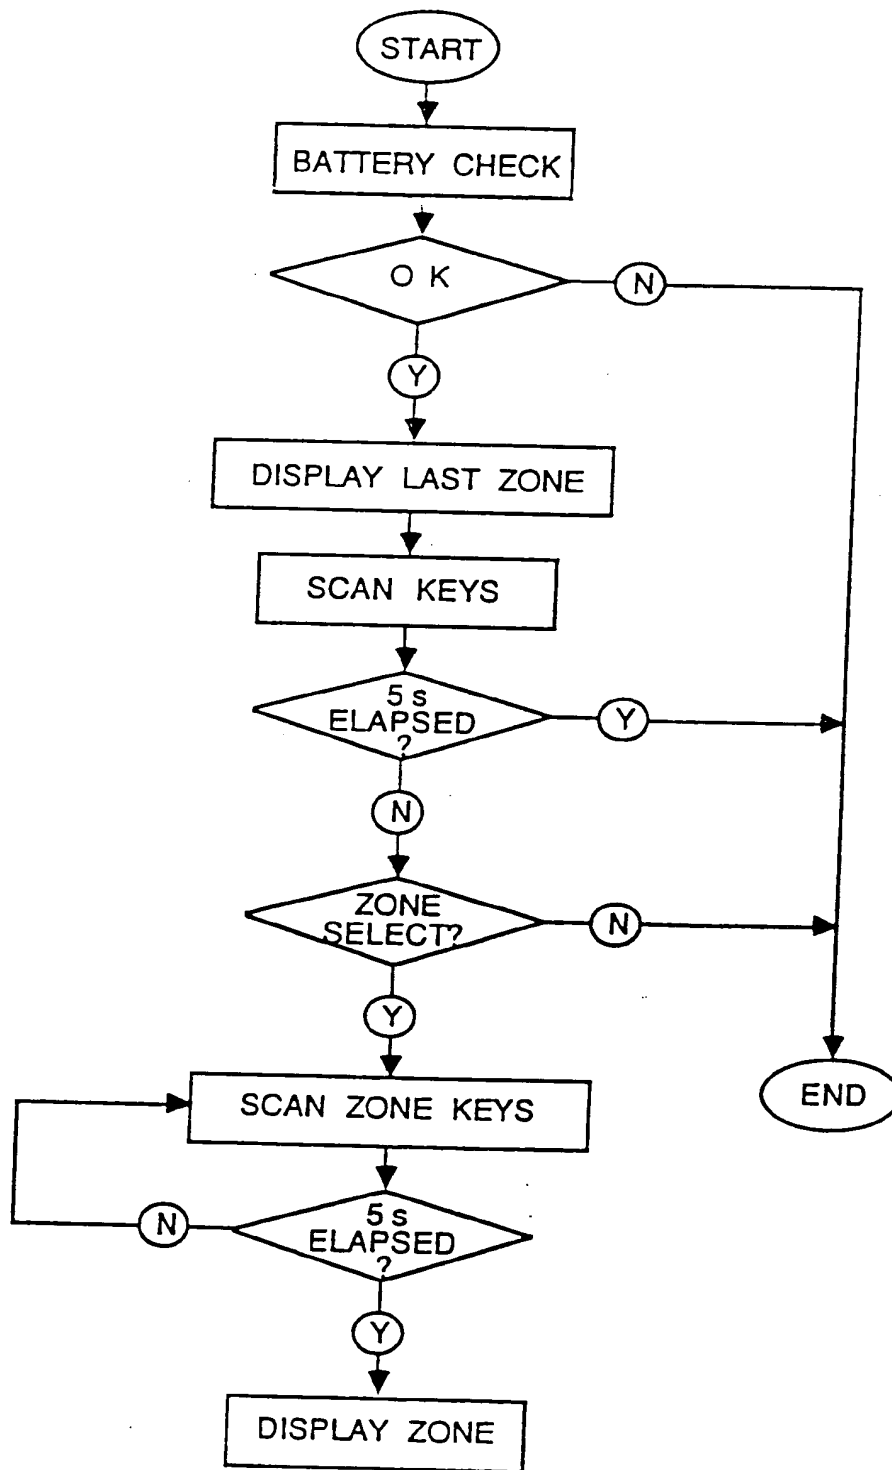 START
BATTERY CHECK
O K
N
Y
DISPLAY LAST ZONE
SCAN KEYS
5 s
ELAPSED
?
Y
N
ZONE
SELECT?
N
Y
SCAN ZONE KEYS
END
5 s
ELAPSED
?
N
Y
DISPLAY ZONE